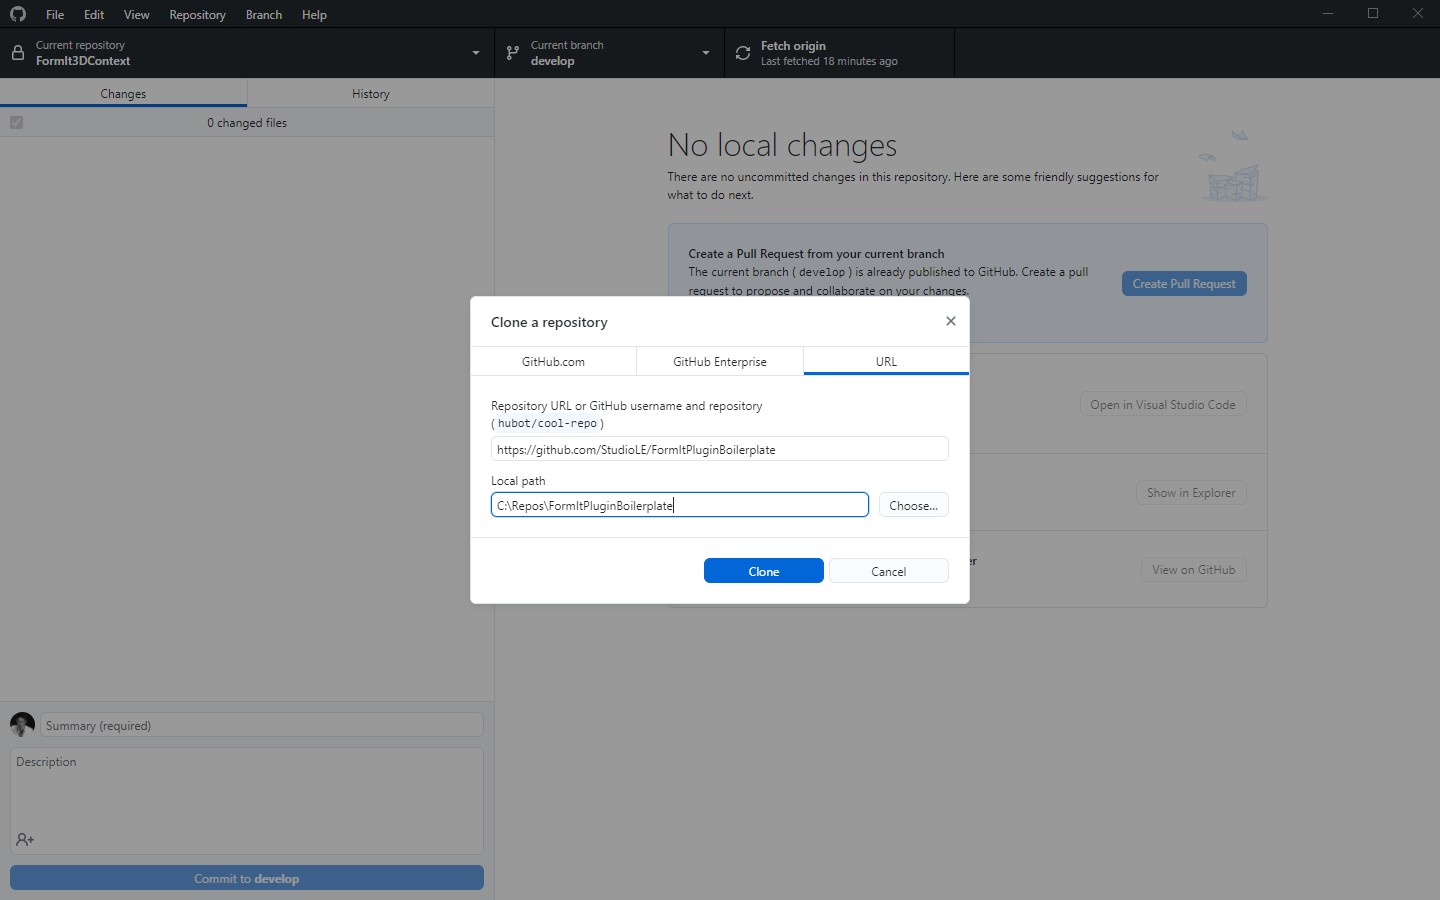 File Edit View Repository Branch Help
Current repository
FormIt3DContext
Current branch
develop
Fetch origin
Last fetched 18 minutes ago
Changes
History
0 changed files
No local changes
There are no uncommitted changes in this repository. Here are some friendly suggestions for
what to do next.
Create a Pull Request from your current branch
The current branch ( develop ) is already published to GitHub. Create a pull
request to propose and collaborate on your changes.
Create Pull Request
Clone a repository
GitHub.com
GitHub Enterprise
URL
Repository URL or GitHub username and repository
( hubot/cool-repo )
https://github.com/StudioLE/FormItPluginBoilerplate
Local path
C:\Repos\FormItPluginBoilerplate
Choose...
Clone
Cancel
Open in Visual Studio Code
Show in Explorer
er
View on GitHub
Summary (required)
Description
Commit to develop